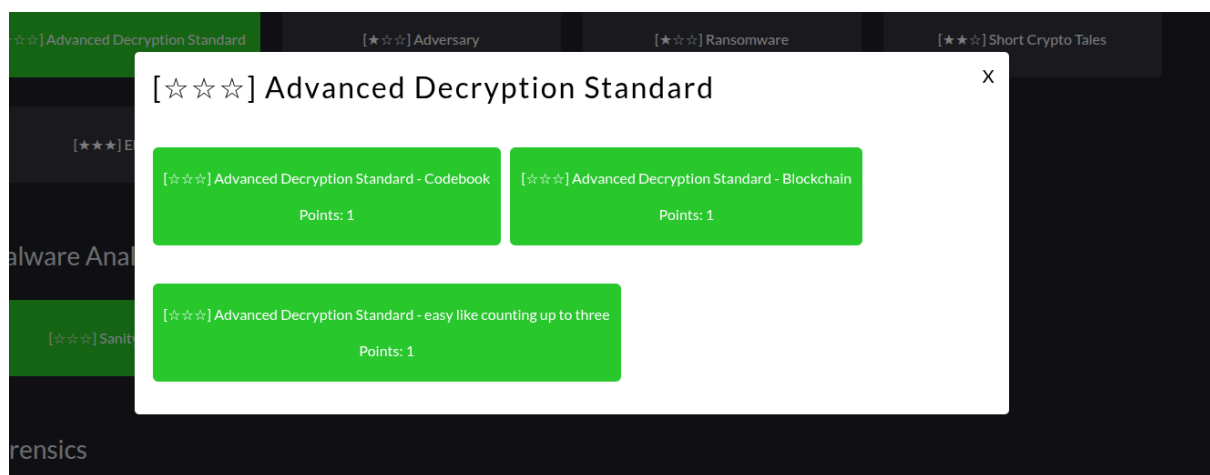 ☆☆] Advanced Decryption Standard
[★☆☆] Adversary
[★☆☆] Ransomware
[★★☆] Short Crypto Tales
[☆☆☆] Advanced Decryption Standard
X
[★★★]
[☆☆☆] Advanced Decryption Standard - Codebook
Points: 1
[☆☆☆] Advanced Decryption Standard - Blockchain
Points: 1
alware Anal
[☆☆☆] Advanced Decryption Standard - easy like counting up to three
Points: 1
[☆☆☆] Sanity
rensics